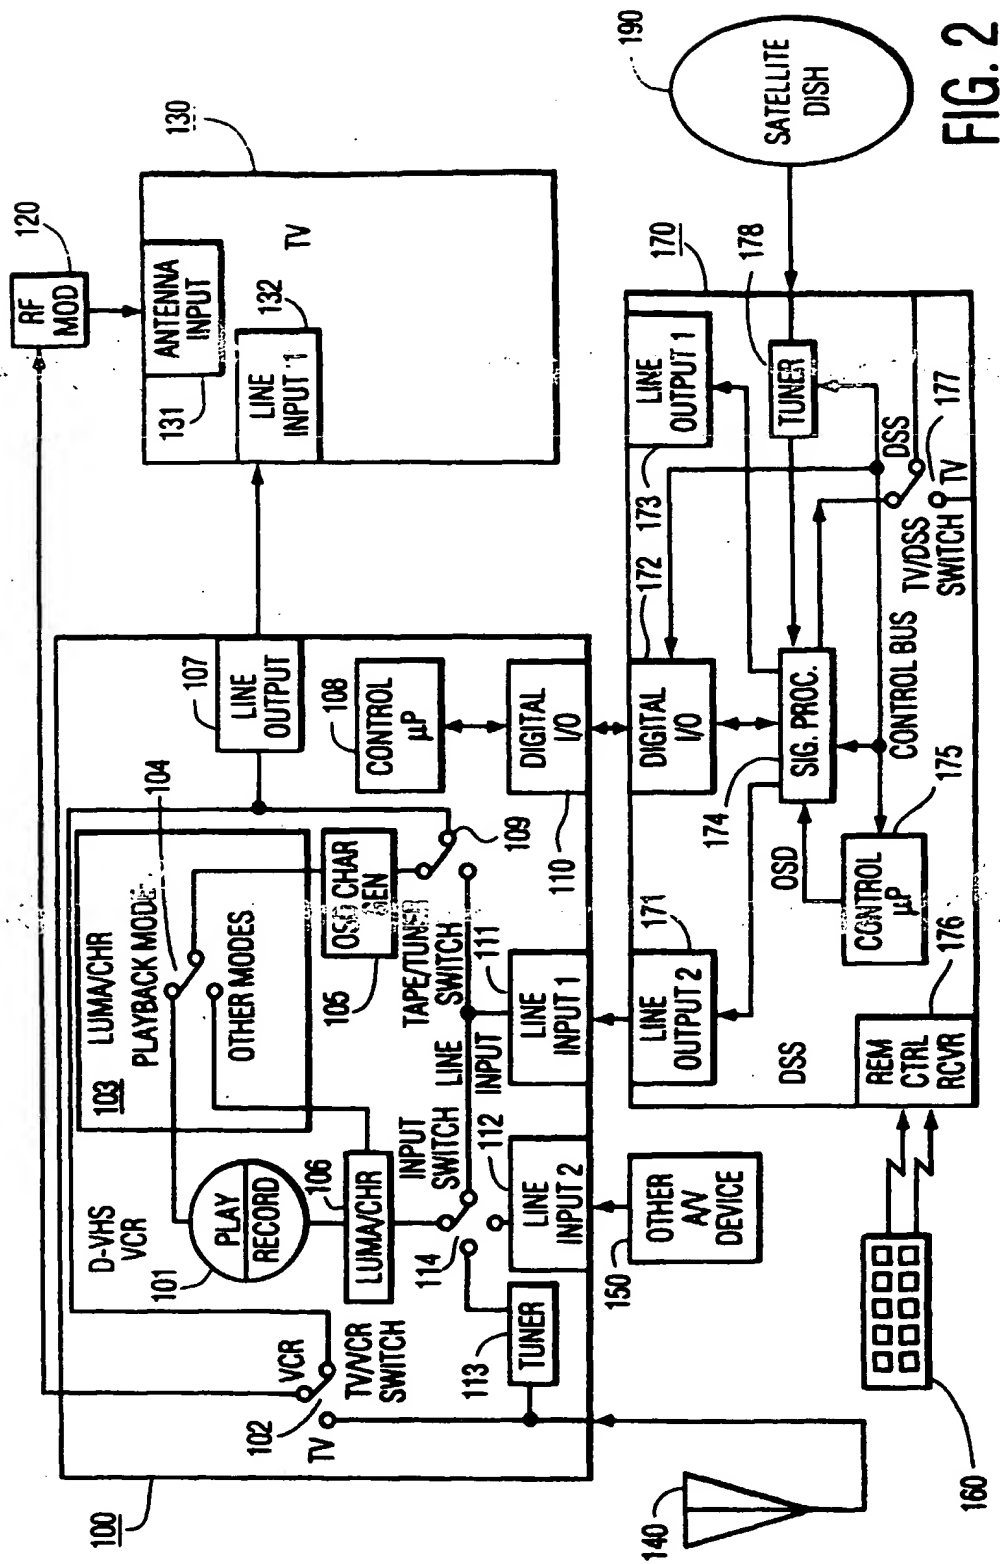 100
D-VHS
VCR
101
PLAY
RECORD
102
VCR
TV
TV/VCR
SWITCH
103
LUMA/CHR
PLAYBACK MODE
104
OTHER MODES
105
OSD CHAR
GEN
106
LUMA/CHR
TAPE/TUNER
SWITCH
109
107
LINE
OUTPUT
108
CONTROL
µP
DIGITAL
I/O
110
LINE
INPUT
111
LINE
INPUT 1
INPUT
SWITCH
114
112
LINE
INPUT 2
113
TUNER
120
RF
MOD
130
TV
ANTENNA
INPUT
131
132
LINE
INPUT 1
140
150
OTHER
A/V
DEVICE
160
170
DSS
171
LINE
OUTPUT 2
172
DIGITAL
I/O
173
LINE
OUTPUT 1
174
SIG. PROC.
OSD
175
CONTROL
µP
CONTROL BUS
176
REM
CTRL
RCVR
178
TUNER
DSS
177
TV
TV/DSS
SWITCH
190
SATELLITE
DISH
FIG. 2